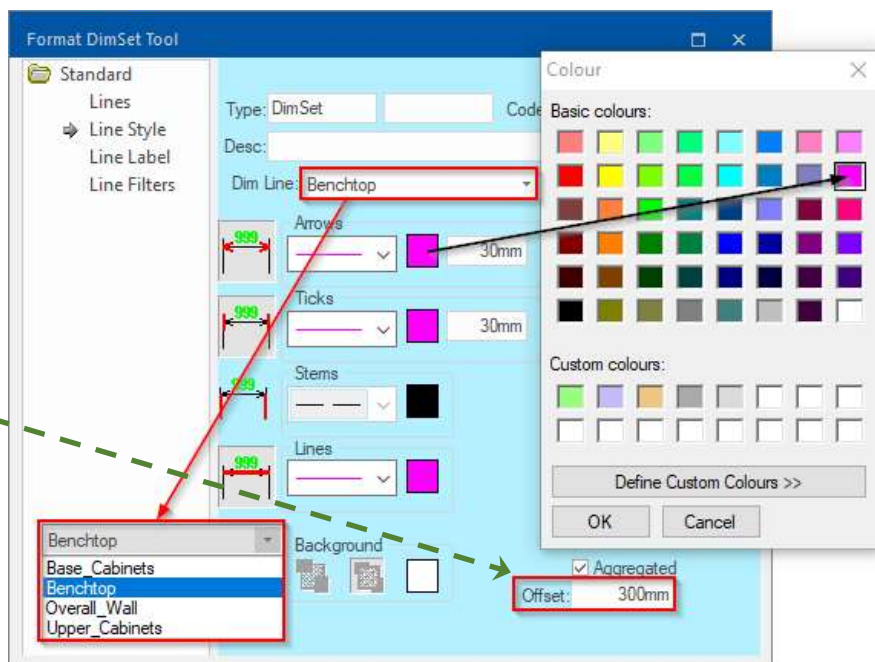 Format DimSet Tool
Standard
Lines
Line Style
Line Label
Line Filters
Type: DimSet
Code
Desc:
Dim Line: Benchtop
Arrows
999
30mm
Ticks
999
30mm
Stems
999
Lines
999
Background
Aggregated
Offset: 300mm
Benchtop
Base_Cabinets
Benchtop
Overall_Wall
Upper_Cabinets
Colour
Basic colours:
Custom colours:
Define Custom Colours >>
OK Cancel